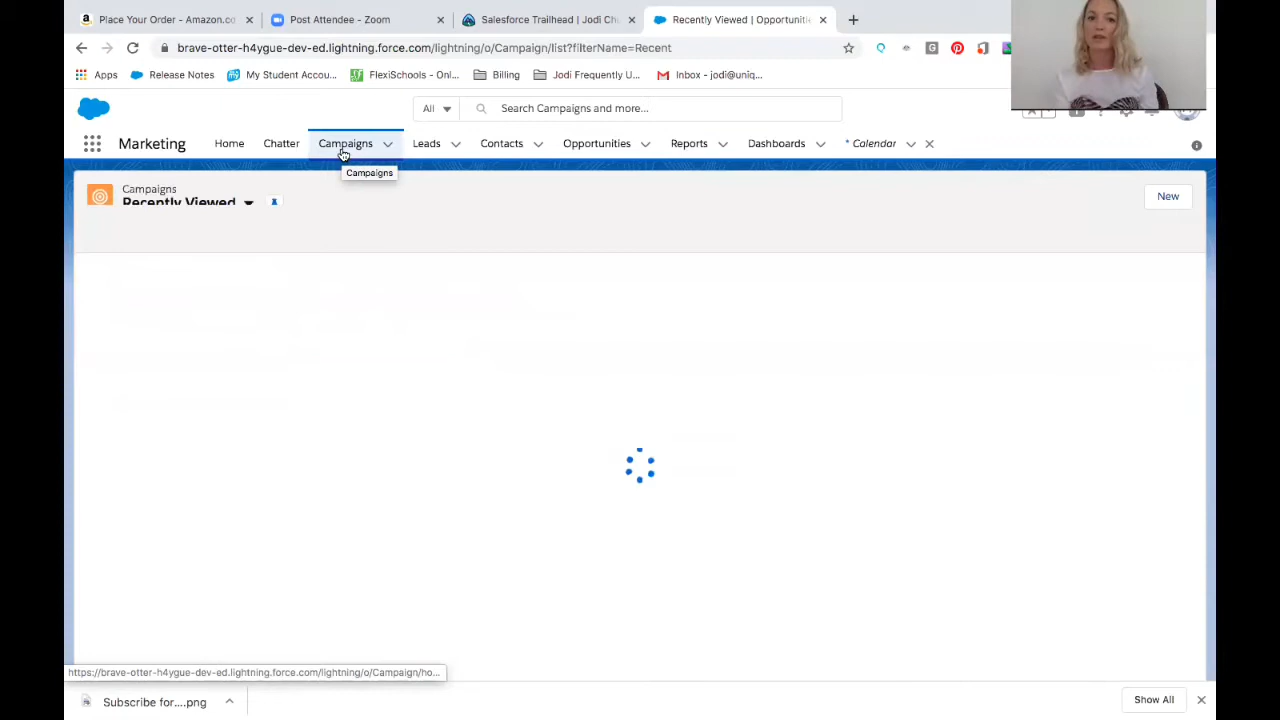 Place Your Order - Amazon.co
Post Attendee - Zoom
Salesforce Trailhead | Jodi Ch
Recently Viewed | Opportuniti
brave-otter-h4ygue-dev-ed.lightning.force.com/lightning/o/Campaign/list?filterName=Recent
Apps
Release Notes
My Student Accou...
FlexiSchools - Onl...
Billing
Jodi Frequently U...
Inbox - jodi@uniq...
All
Search Campaigns and more...
Marketing
Home
Chatter
Campaigns
Leads
Contacts
Opportunities
Reports
Dashboards
* Calendar
Campaigns
Campaigns
Recently Viewed
New
https://brave-otter-h4ygue-dev-ed.lightning.force.com/lightning/o/Campaign/ho...
Subscribe for....png
Show All